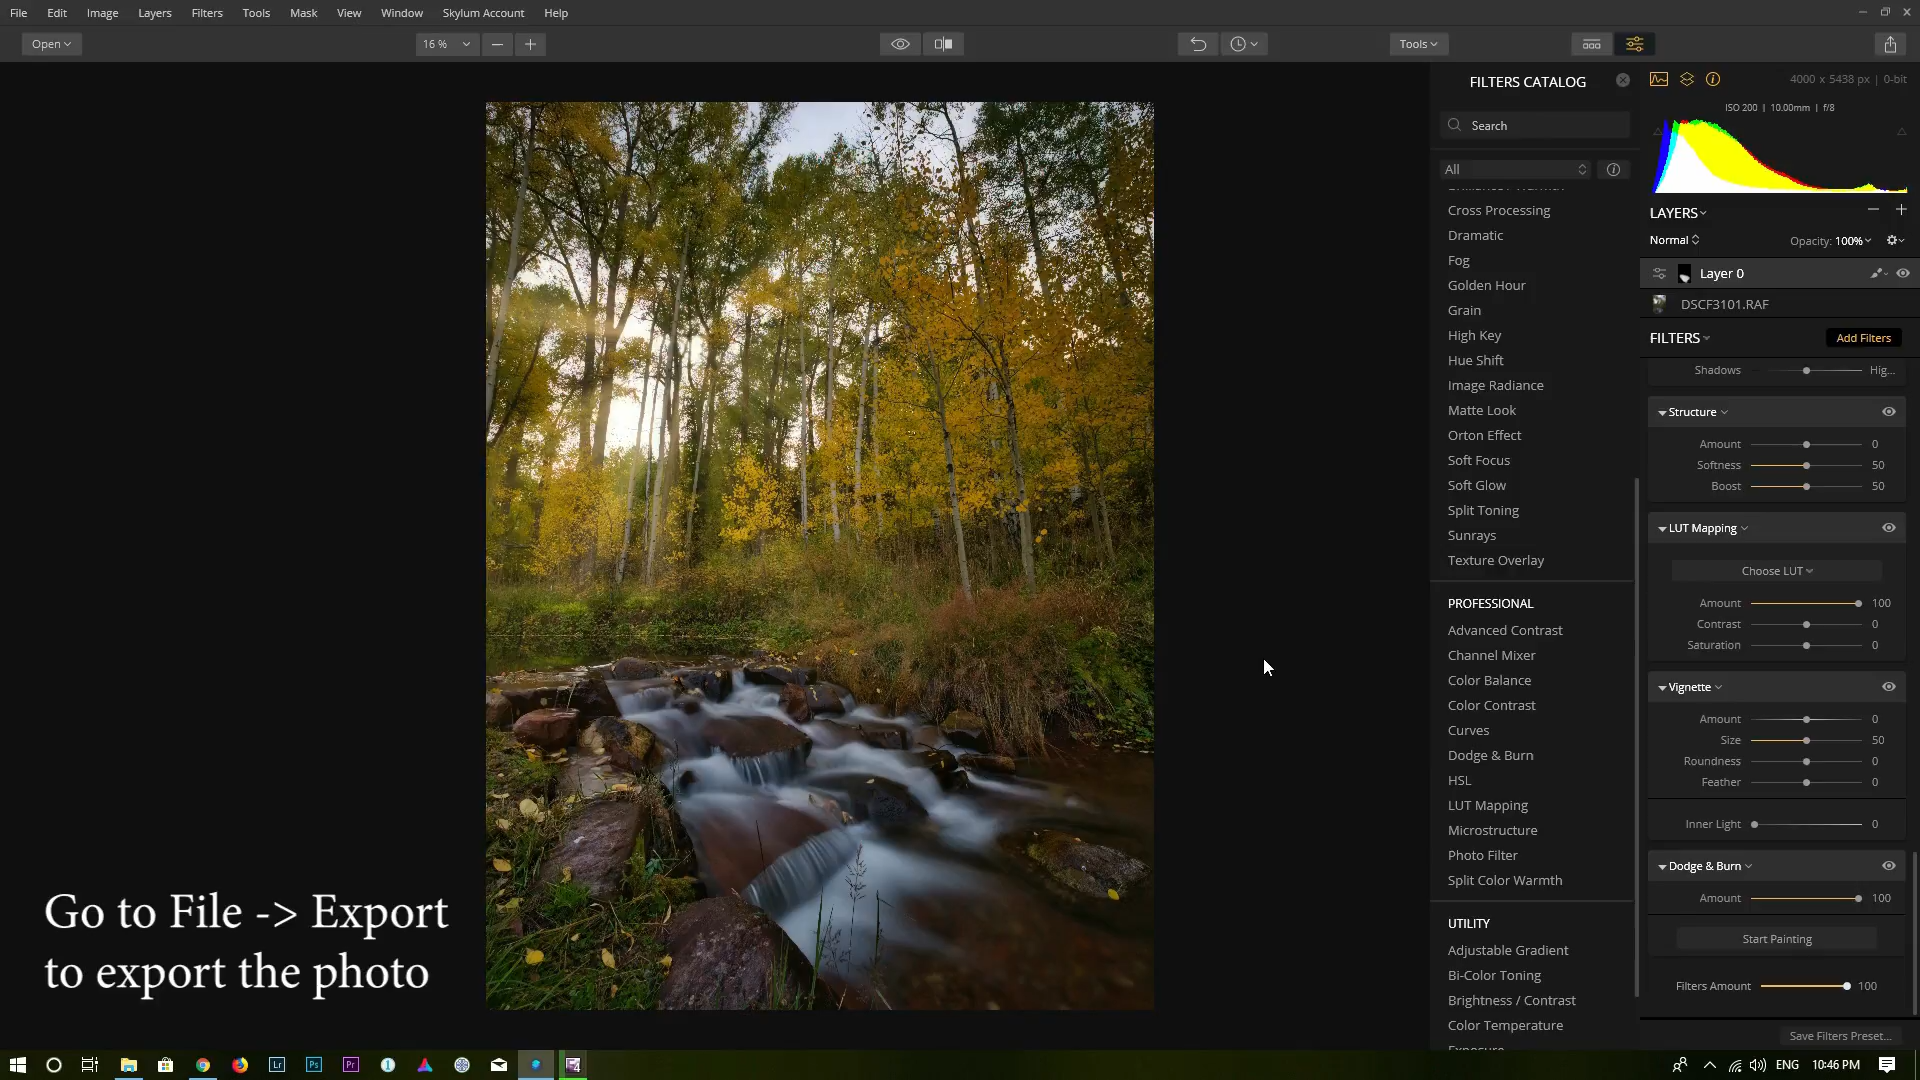 File Edit Image Layers Filters Tools Mask View Window Skylum Account Help
Open 16 % Tools
FILTERS CATALOG
Search
All
Cross Processing
Dramatic
Fog
Golden Hour
Grain
High Key
Hue Shift
Image Radiance
Matte Look
Orton Effect
Soft Focus
Soft Glow
Split Toning
Sunrays
Texture Overlay
PROFESSIONAL
Advanced Contrast
Channel Mixer
Color Balance
Color Contrast
Curves
Dodge & Burn
HSL
LUT Mapping
Microstructure
Photo Filter
Split Color Warmth
UTILITY
Adjustable Gradient
Bi-Color Toning
Brightness / Contrast
Color Temperature
4000 x 5438 px | 0-bit
ISO 200 | 10.00mm | f/8
LAYERS
Normal Opacity: 100%
Layer 0
DSCF3101.RAF
FILTERS Add Filters
Shadows Hig...
Structure
Amount 0
Softness 50
Boost 50
LUT Mapping
Choose LUT
Amount 100
Contrast 0
Saturation 0
Vignette
Amount 0
Size 50
Roundness 0
Feather 0
Inner Light 0
Dodge & Burn
Amount 100
Start Painting
Filters Amount 100
Save Filters Preset...
Go to File -> Export
to export the photo
Lr Ps Pr ENG 10:46 PM